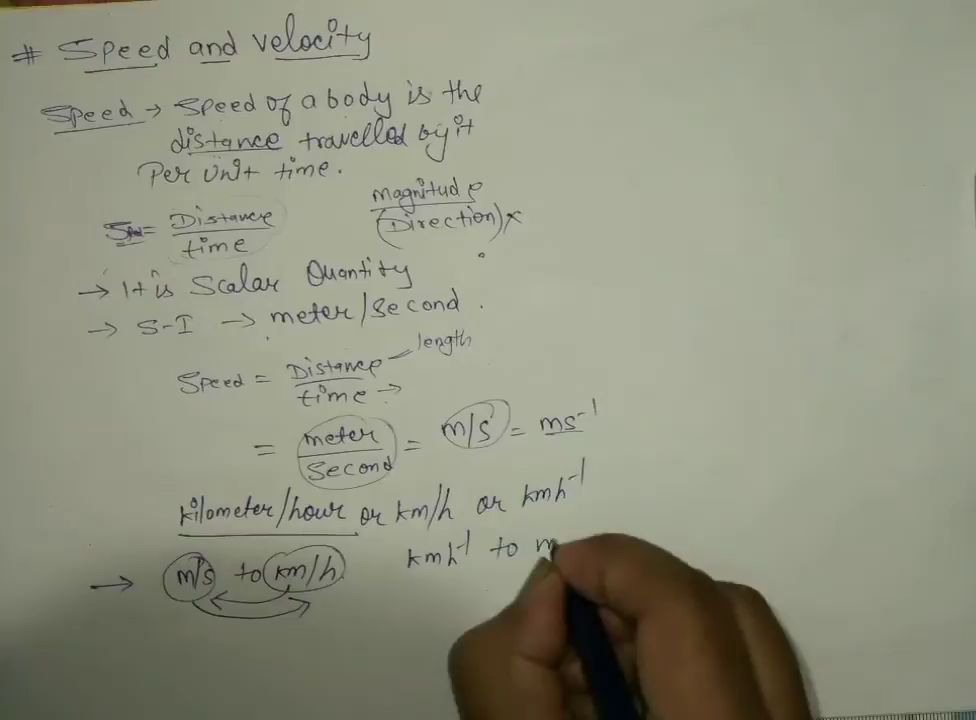 # Speed and velocity
Speed → Speed of a body is the
distance travelled by it
Per Unit time.
= Distance
time
magnitude
(Direction) ×
→ It is Scalar Quantity
→ S-I → meter/second.
Speed = Distance – length
time →
= meter = m/s = ms⁻¹
second
kilometer/hour or km/h or kmh⁻¹
→ m/s to km/h
kmh⁻¹ to m